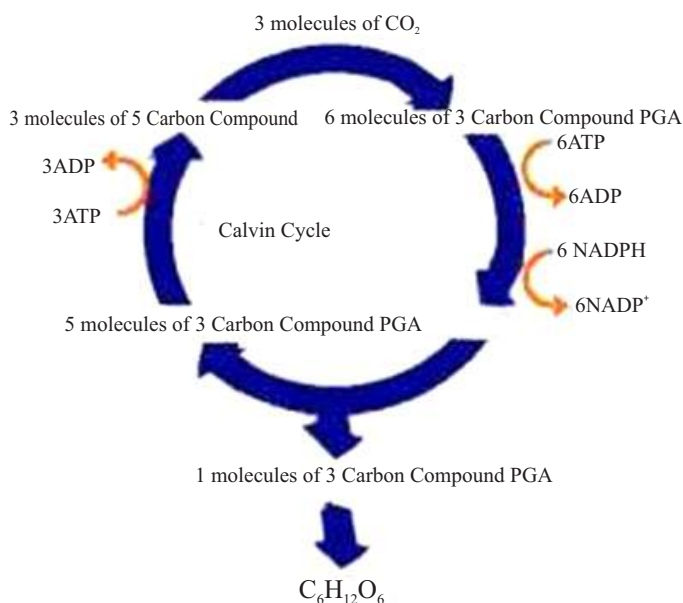 3 molecules of CO₂
3 molecules of 5 Carbon Compound
6 molecules of 3 Carbon Compound PGA
6ATP
3ADP
6ADP
3ATP
Calvin Cycle
6 NADPH
6NADP⁺
5 molecules of 3 Carbon Compound PGA
1 molecules of 3 Carbon Compound PGA
C₆H₁₂O₆